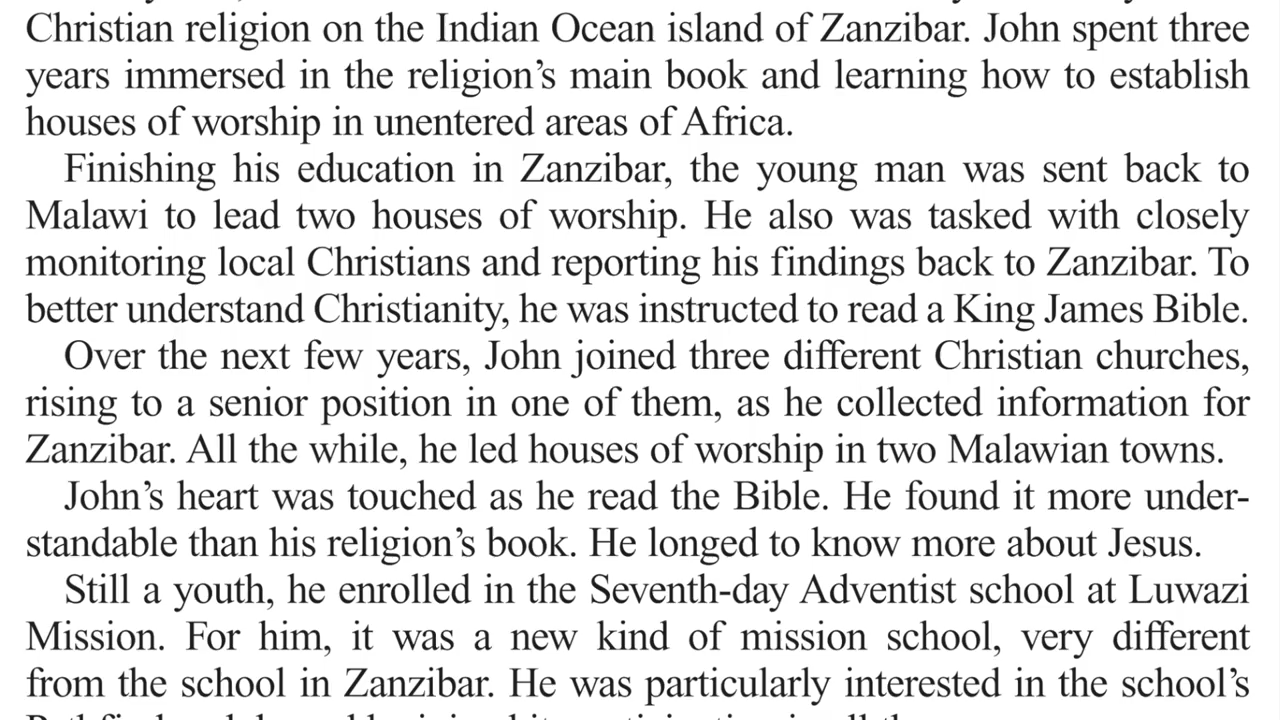 Christian religion on the Indian Ocean island of Zanzibar. John spent three
years immersed in the religion’s main book and learning how to establish
houses of worship in unentered areas of Africa.
Finishing his education in Zanzibar, the young man was sent back to
Malawi to lead two houses of worship. He also was tasked with closely
monitoring local Christians and reporting his findings back to Zanzibar. To
better understand Christianity, he was instructed to read a King James Bible.
Over the next few years, John joined three different Christian churches,
rising to a senior position in one of them, as he collected information for
Zanzibar. All the while, he led houses of worship in two Malawian towns.
John’s heart was touched as he read the Bible. He found it more under-
standable than his religion’s book. He longed to know more about Jesus.
Still a youth, he enrolled in the Seventh-day Adventist school at Luwazi
Mission. For him, it was a new kind of mission school, very different
from the school in Zanzibar. He was particularly interested in the school’s